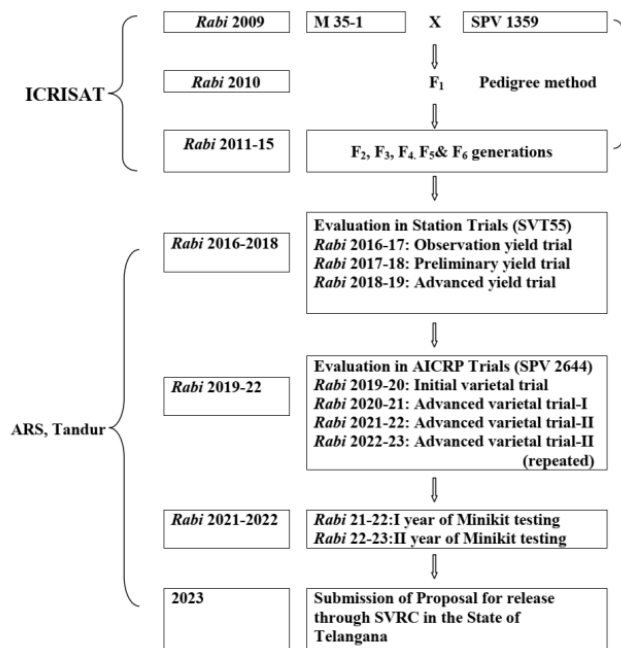 Rabi 2009
M 35-1 X SPV 1359
ICRISAT
Rabi 2010
F1 Pedigree method
Rabi 2011-15
F2, F3, F4. F5& F6 generations
Rabi 2016-2018
Evaluation in Station Trials (SVT55)
Rabi 2016-17: Observation yield trial
Rabi 2017-18: Preliminary yield trial
Rabi 2018-19: Advanced yield trial
ARS, Tandur
Rabi 2019-22
Evaluation in AICRP Trials (SPV 2644)
Rabi 2019-20: Initial varietal trial
Rabi 2020-21: Advanced varietal trial-I
Rabi 2021-22: Advanced varietal trial-II
Rabi 2022-23: Advanced varietal trial-II
(repeated)
Rabi 2021-2022
Rabi 21-22:I year of Minikit testing
Rabi 22-23:II year of Minikit testing
2023
Submission of Proposal for release
through SVRC in the State of
Telangana